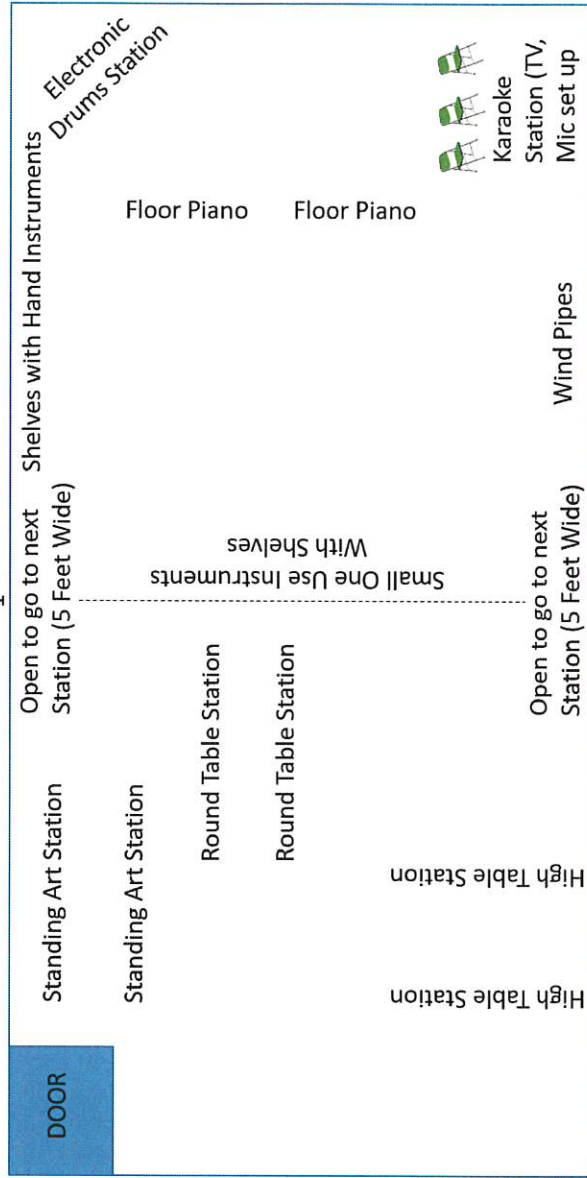 DOOR
Standing Art Station
Standing Art Station
Open to go to next
Station (5 Feet Wide)
Shelves with Hand Instruments
Electronic
Drums Station
Round Table Station
Round Table Station
Small One Use Instruments
With Shelves
Floor Piano
Floor Piano
High Table Station
High Table Station
Open to go to next
Station (5 Feet Wide)
Wind Pipes
Karaoke
Station (TV,
Mic set up